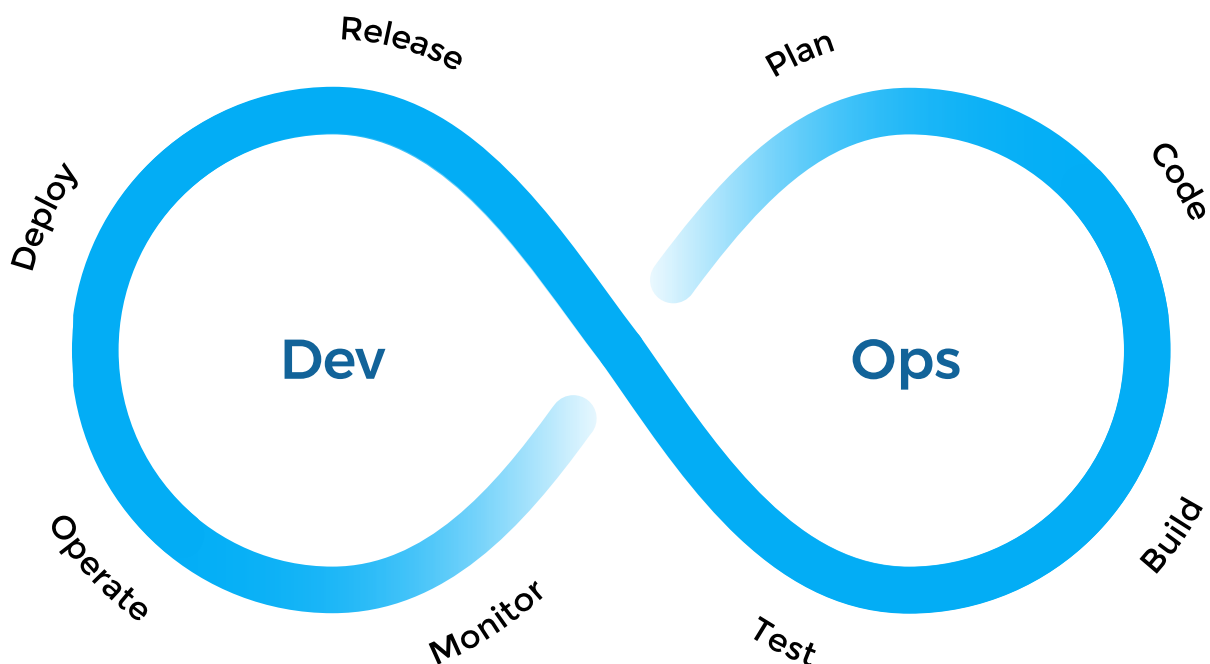 Release
Plan
Deploy
Code
Dev
Ops
Operate
Build
Monitor
Test